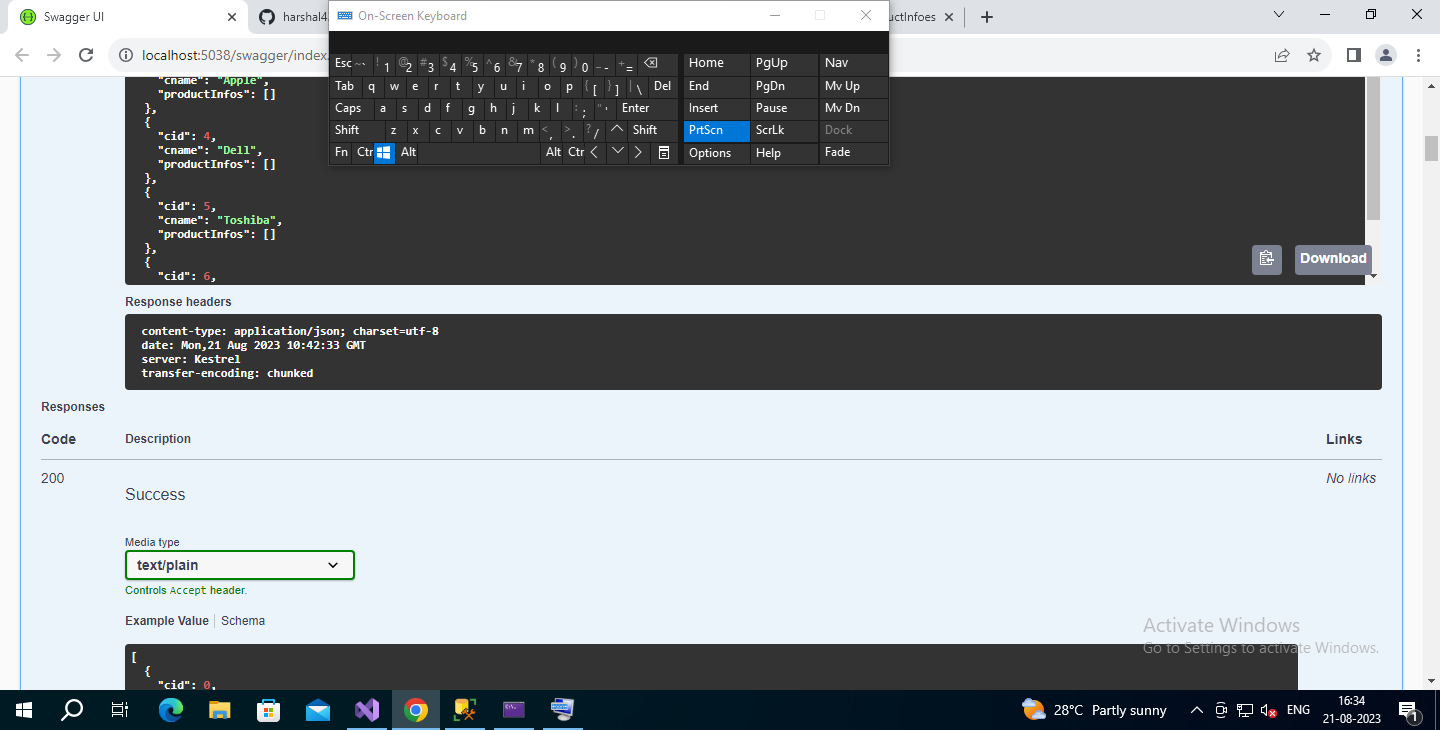 Swagger UI
harshal4
On-Screen Keyboard
uctInfoes
localhost:5038/swagger/index.
Esc ~ ` ! 1 @ 2 # 3 $ 4 % 5 ^ 6 & 7 * 8 ( 9 ) 0 _ - + = Home PgUp Nav
Tab q w e r t y u i o p { [ } ] | \ Del End PgDn Mv Up
Caps a s d f g h j k l : ; " ' Enter Insert Pause Mv Dn
Shift z x c v b n m < , > . ? / Shift PrtScn ScrLk Dock
Fn Ctr Alt Alt Ctr Options Help Fade
"cname": "Apple",
"productInfos": []
},
{
"cid": 4,
"cname": "Dell",
"productInfos": []
},
{
"cid": 5,
"cname": "Toshiba",
"productInfos": []
},
{
"cid": 6,
Download
Response headers
content-type: application/json; charset=utf-8
date: Mon,21 Aug 2023 10:42:33 GMT
server: Kestrel
transfer-encoding: chunked
Responses
Code Description Links
200 Success No links
Media type
text/plain
Controls Accept header.
Example Value Schema
[
{
"cid": 0,
Activate Windows
Go to Settings to activate Windows.
28°C Partly sunny
ENG
16:34
21-08-2023
1